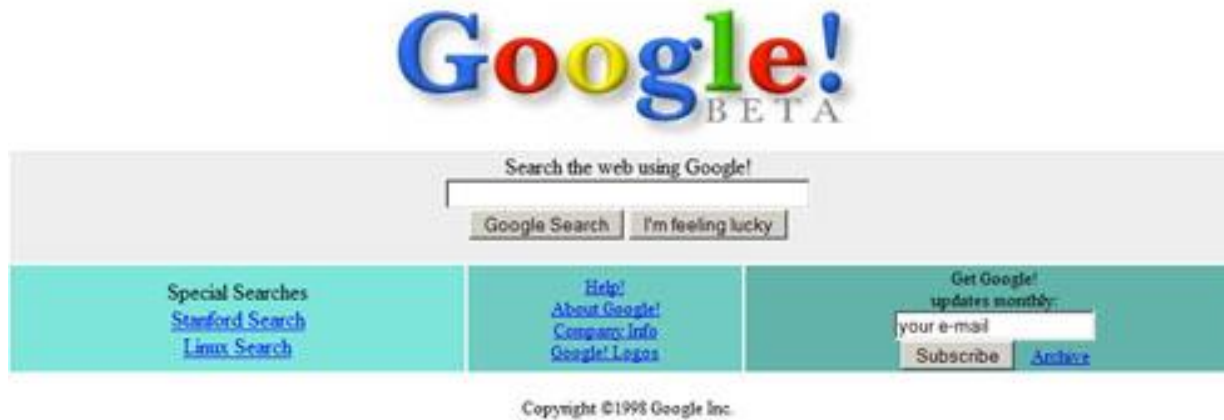 Google!
BETA
Search the web using Google!
Google Search I'm feeling lucky
Special Searches
Stanford Search
Linux Search
Help!
About Google!
Company Info
Google! Logos
Get Google!
updates monthly:
your e-mail
Subscribe Archive
Copyright ©1998 Google Inc.